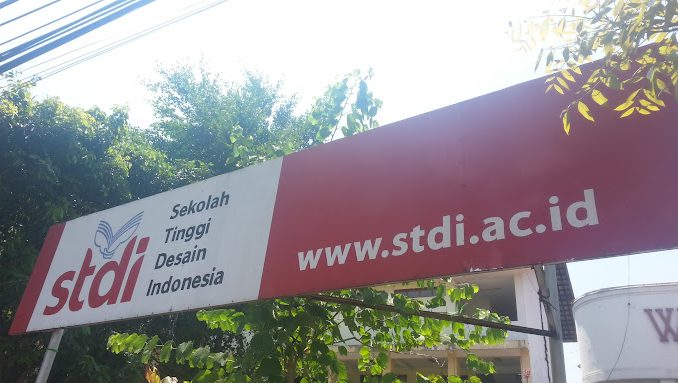 stdi
Sekolah
Tinggi
Desain
Indonesia
www.stdi.ac.id
W